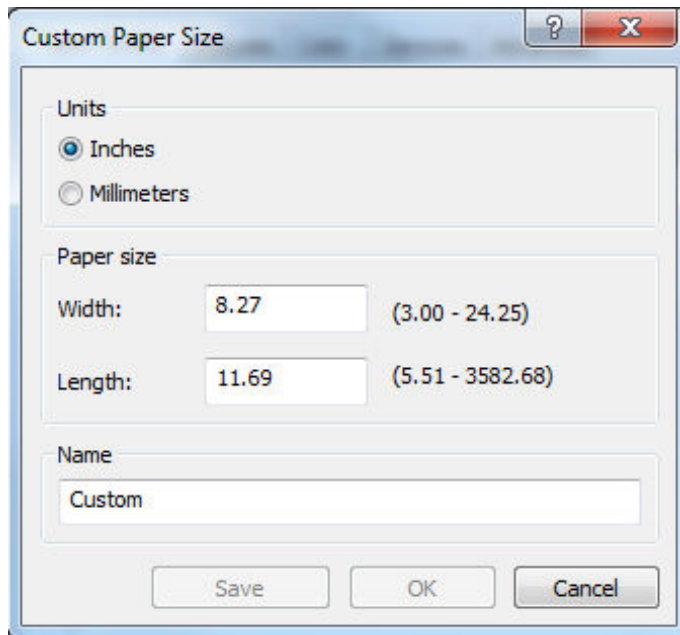 Custom Paper Size
Units
Inches
Millimeters
Paper size
Width: 8.27 (3.00 - 24.25)
Length: 11.69 (5.51 - 3582.68)
Name
Custom
Save OK Cancel